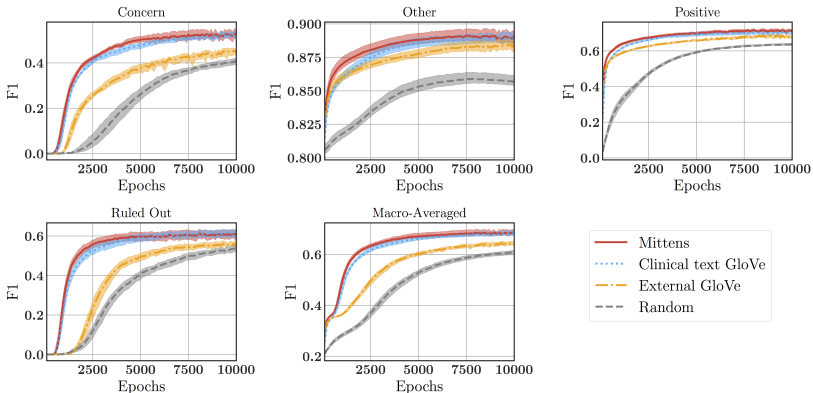 Concern
F1
0.4
0.2
0.0
2500 5000 7500 10000
Epochs
Other
F1
0.900
0.875
0.850
0.825
0.800
2500 5000 7500 10000
Epochs
Positive
F1
0.6
0.4
0.2
0.0
2500 5000 7500 10000
Epochs
Ruled Out
F1
0.6
0.4
0.2
0.0
2500 5000 7500 10000
Epochs
Macro-Averaged
F1
0.6
0.4
0.2
2500 5000 7500 10000
Epochs
Mittens
Clinical text GloVe
External GloVe
Random